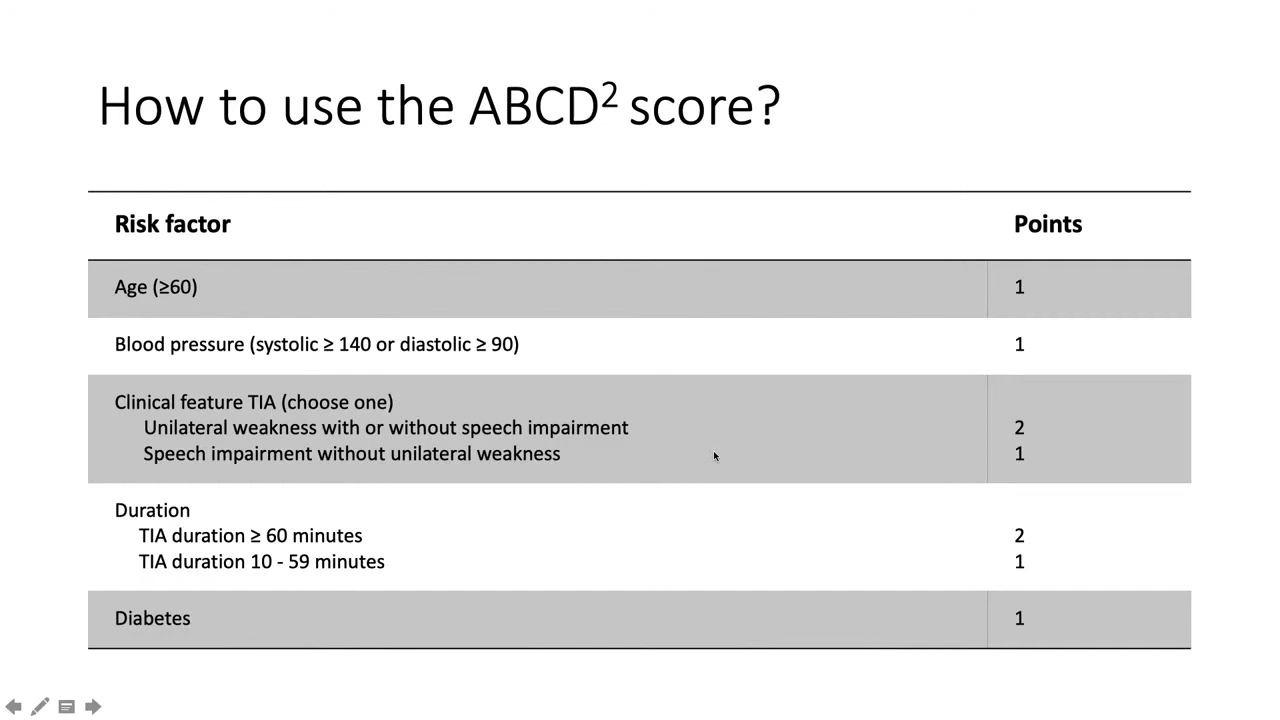 How to use the ABCD² score?
Risk factor Points
Age (≥60) 1
Blood pressure (systolic ≥ 140 or diastolic ≥ 90) 1
Clinical feature TIA (choose one)
Unilateral weakness with or without speech impairment 2
Speech impairment without unilateral weakness 1
Duration
TIA duration ≥ 60 minutes 2
TIA duration 10 - 59 minutes 1
Diabetes 1